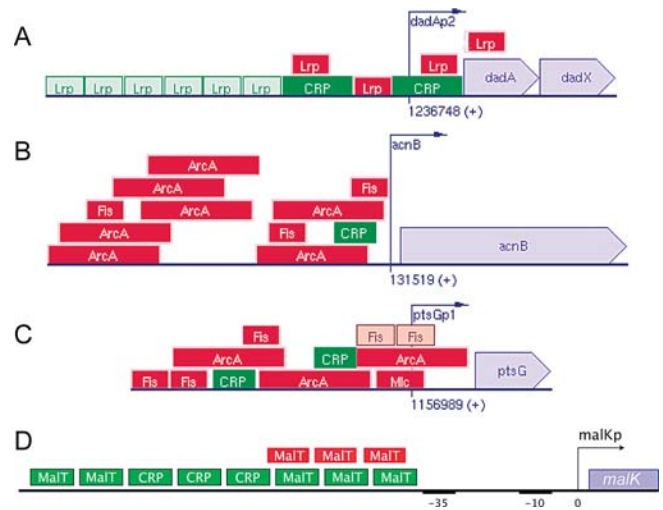 A
dadAp2
Lrp
Lrp Lrp
Lrp Lrp Lrp Lrp Lrp Lrp CRP Lrp CRP dadA dadX
1236748 (+)
B
acnB
ArcA
ArcA Fis
Fis ArcA ArcA
ArcA Fis CRP acnB
ArcA ArcA
131519 (+)
C
ptsGp1
Fis Fis Fis
ArcA CRP ArcA
Fis Fis CRP ArcA Mlc ptsG
1156989 (+)
D
malKp
MalT MalT MalT
MalT MalT CRP CRP CRP MalT MalT MalT malK
-35 -10 0